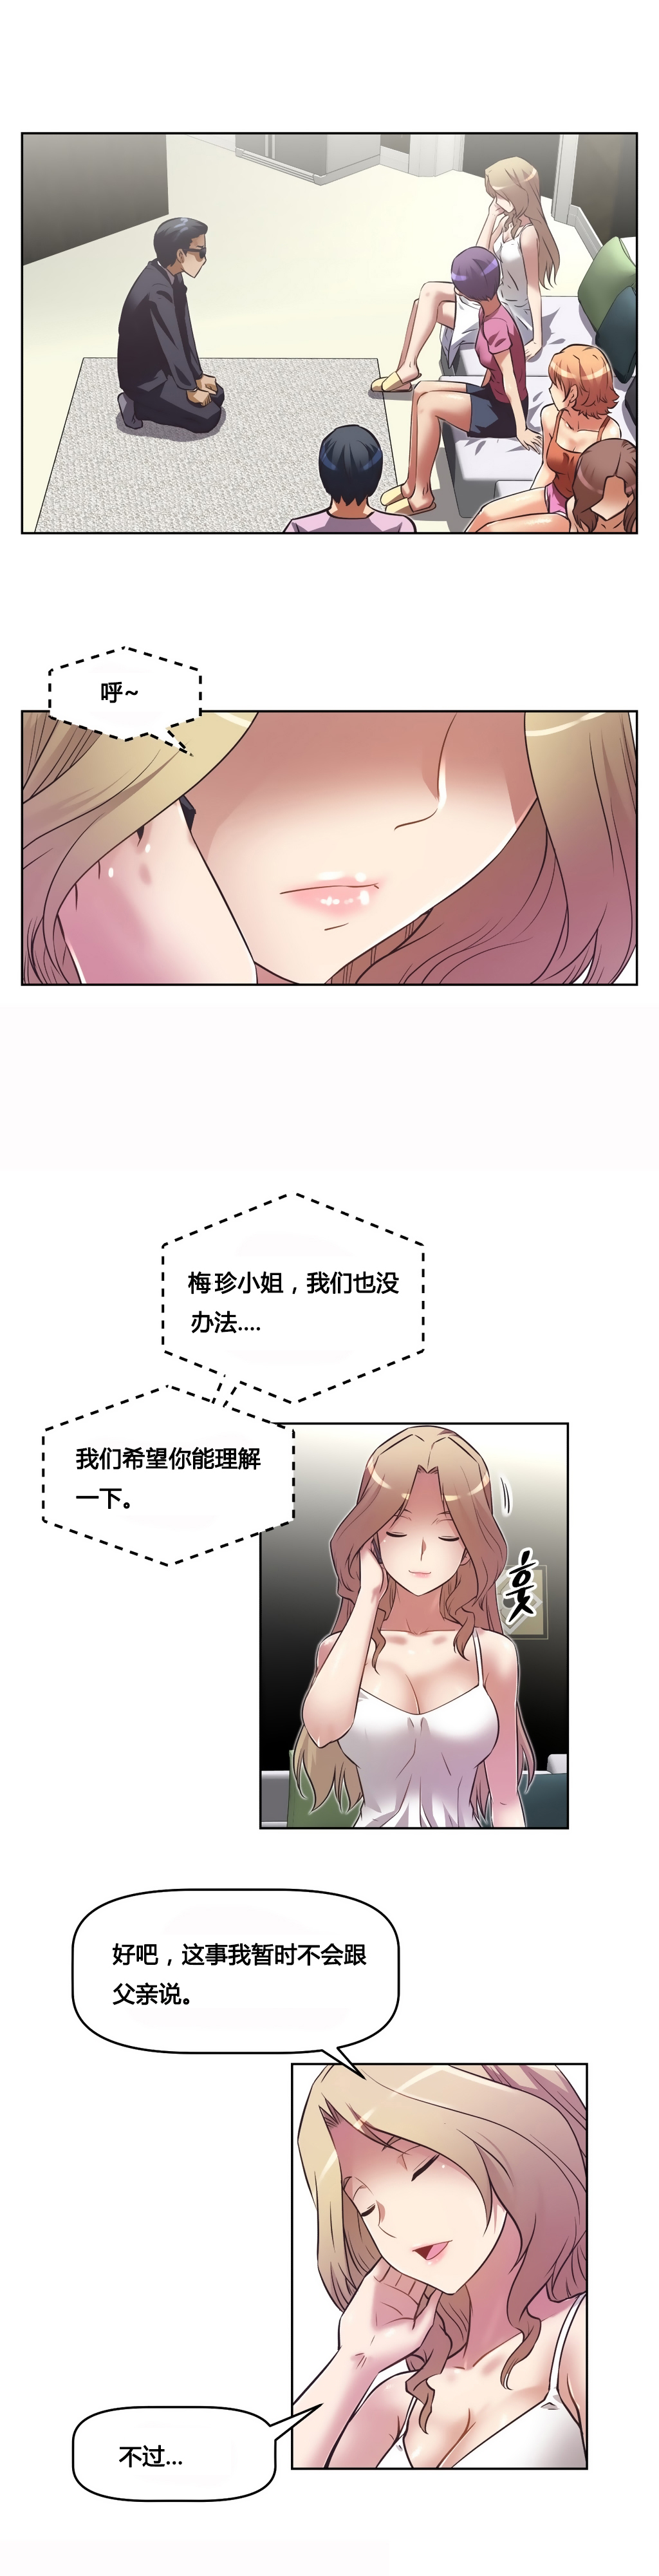 呼~
梅珍小姐，我们也没
办法....
我们希望你能理解
一下。
흥
好吧，这事我暂时不会跟
父亲说。
不过...